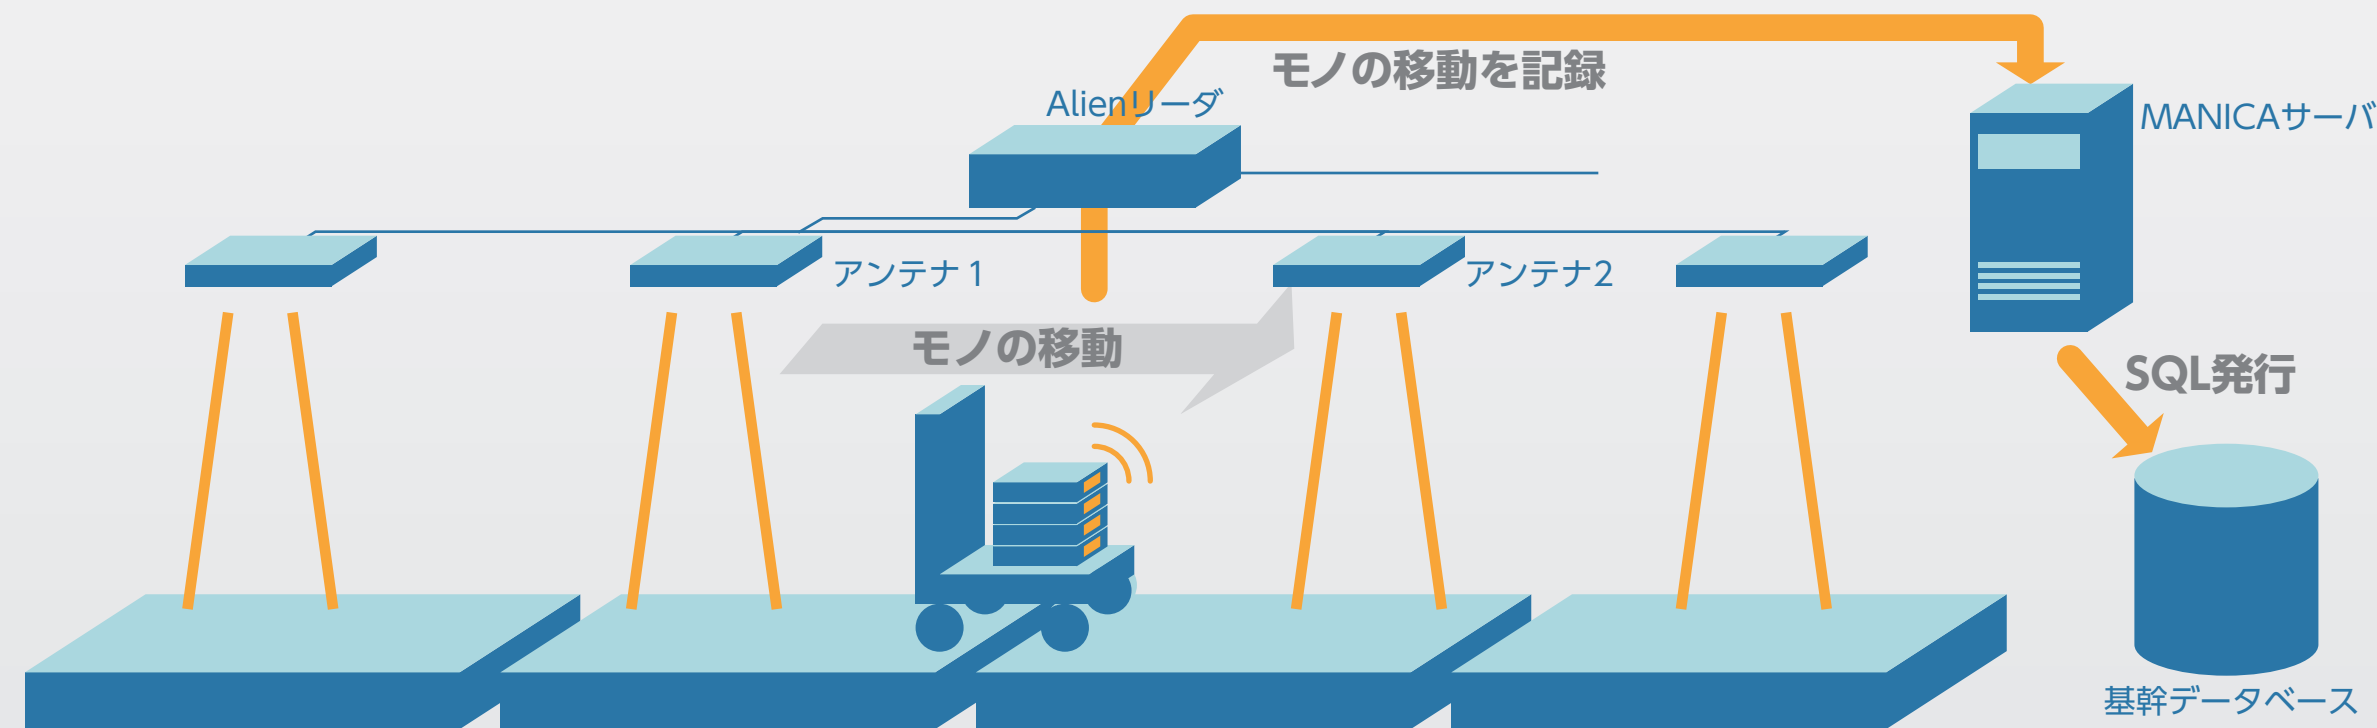 モノの移動を記録
Alienリーダ
MANICAサーバ
アンテナ1
アンテナ2
モノの移動
SQL発行
基幹データベース